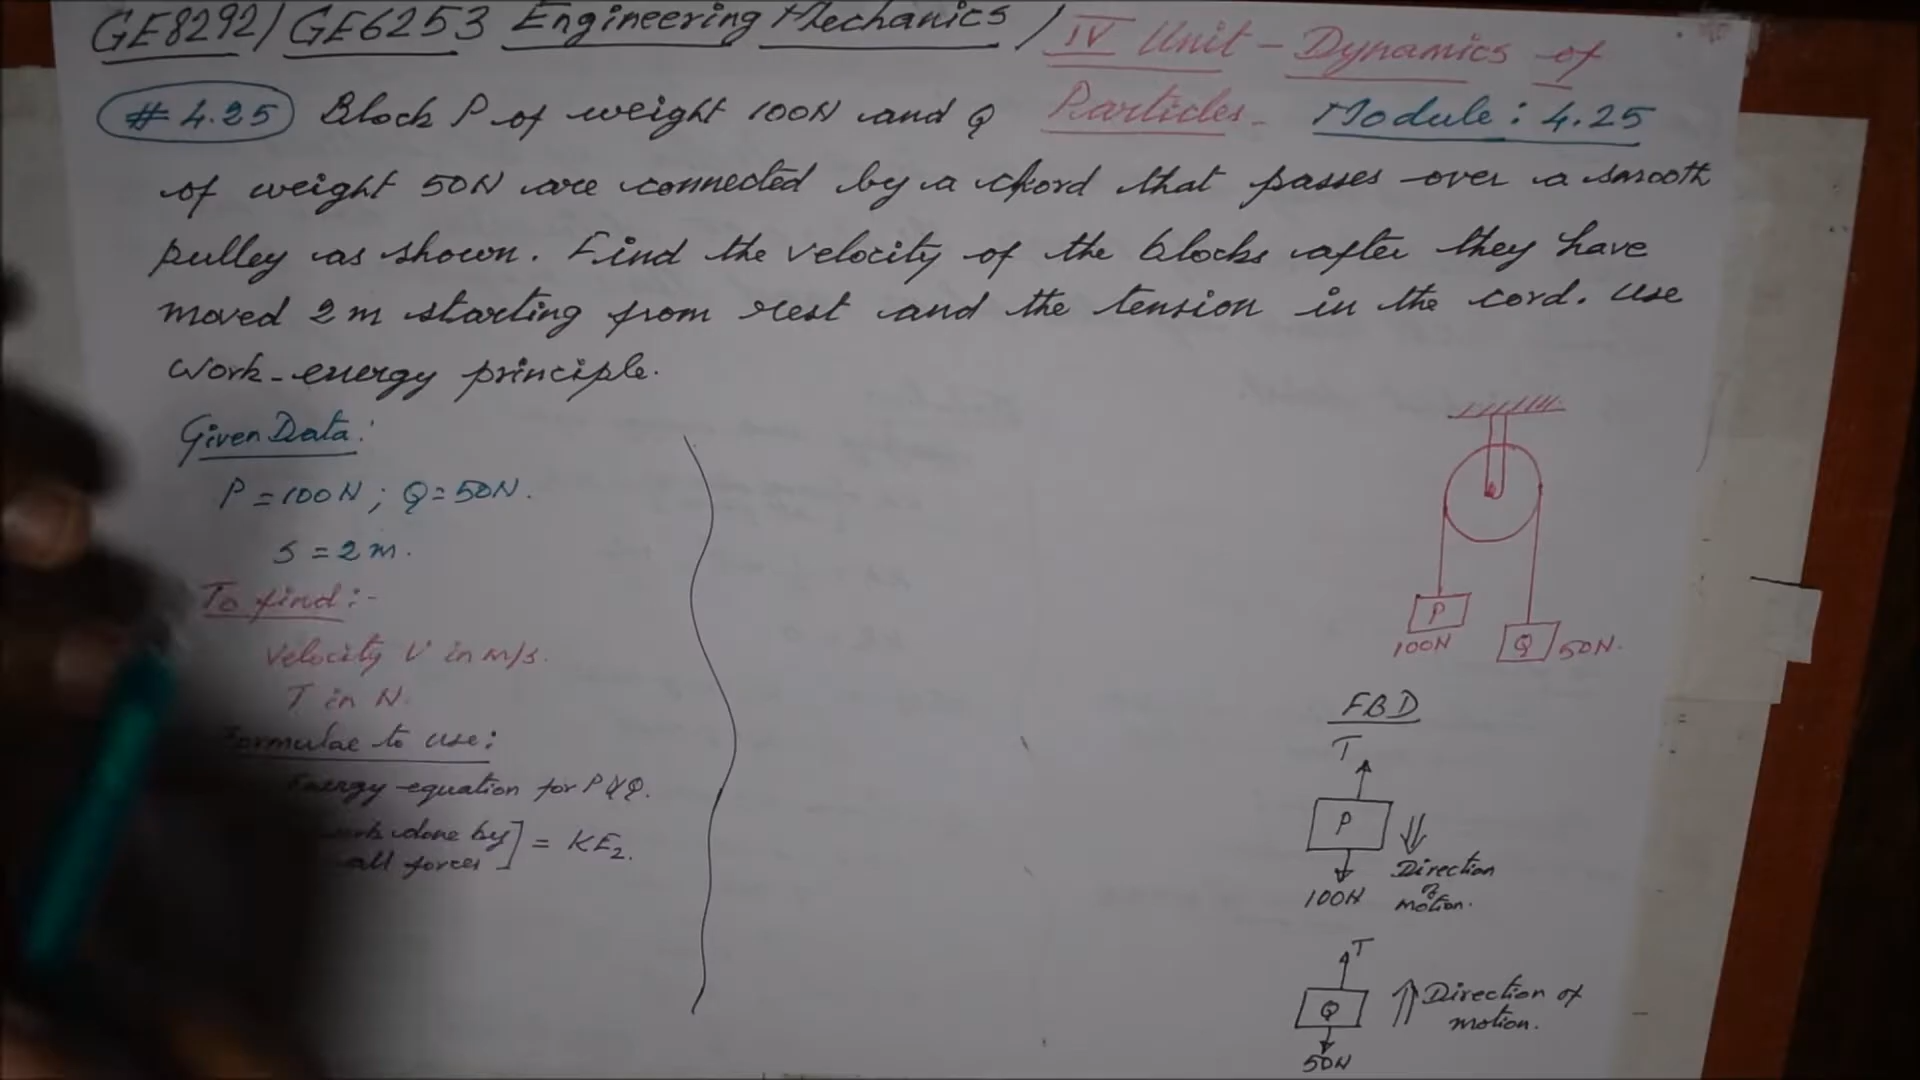 GE8292/GE6253 Engineering Mechanics / IV Unit - Dynamics of
Particles. Module: 4.25
# 4.25 Block P of weight 100N and Q
of weight 50N are connected by a chord that passes over a smooth
pulley as shown. Find the velocity of the blocks after they have
moved 2 m starting from rest and the tension in the cord. Use
Work-energy principle.
Given Data:
P = 100N ; Q = 50N.
S = 2 m.
To find:-
Velocity V in m/s.
T in N.
Formulae to use:
Energy equation for P & Q.
done by
all forces ] = KE2.
P
100N
Q 50N.
FBD
T
P
100N
Direction
of
motion.
T
Q
Direction of
motion.
50N